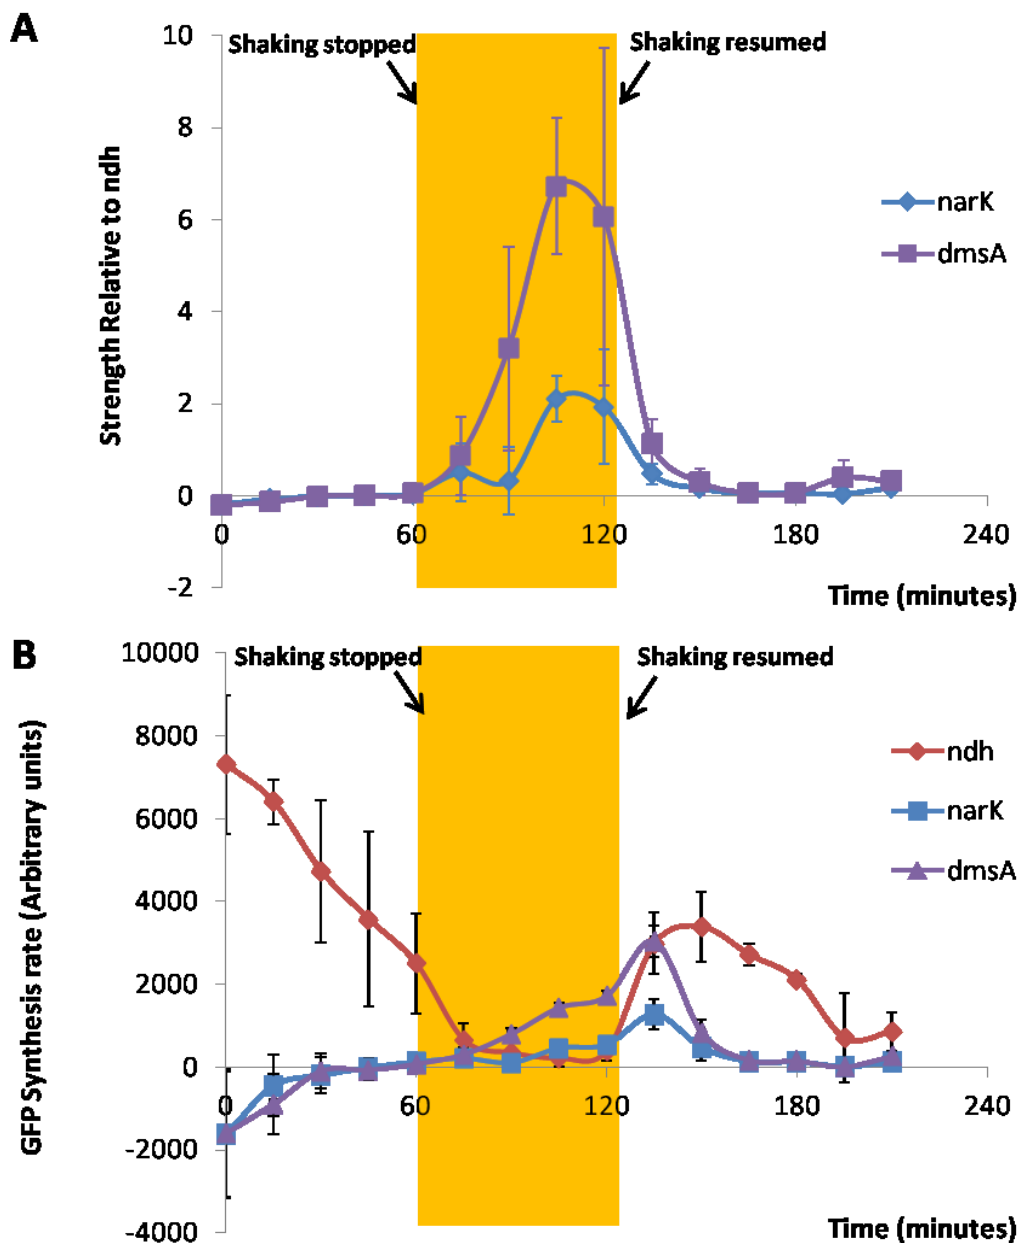 A
Shaking stopped
Shaking resumed
10
8
6
4
2
0
-2
Strength Relative to ndh
narK
dmsA
0
60
120
180
240
Time (minutes)
B
Shaking stopped
Shaking resumed
10000
8000
6000
4000
2000
0
-2000
-4000
GFP Synthesis rate (Arbitrary units)
ndh
narK
dmsA
0
60
120
180
240
Time (minutes)